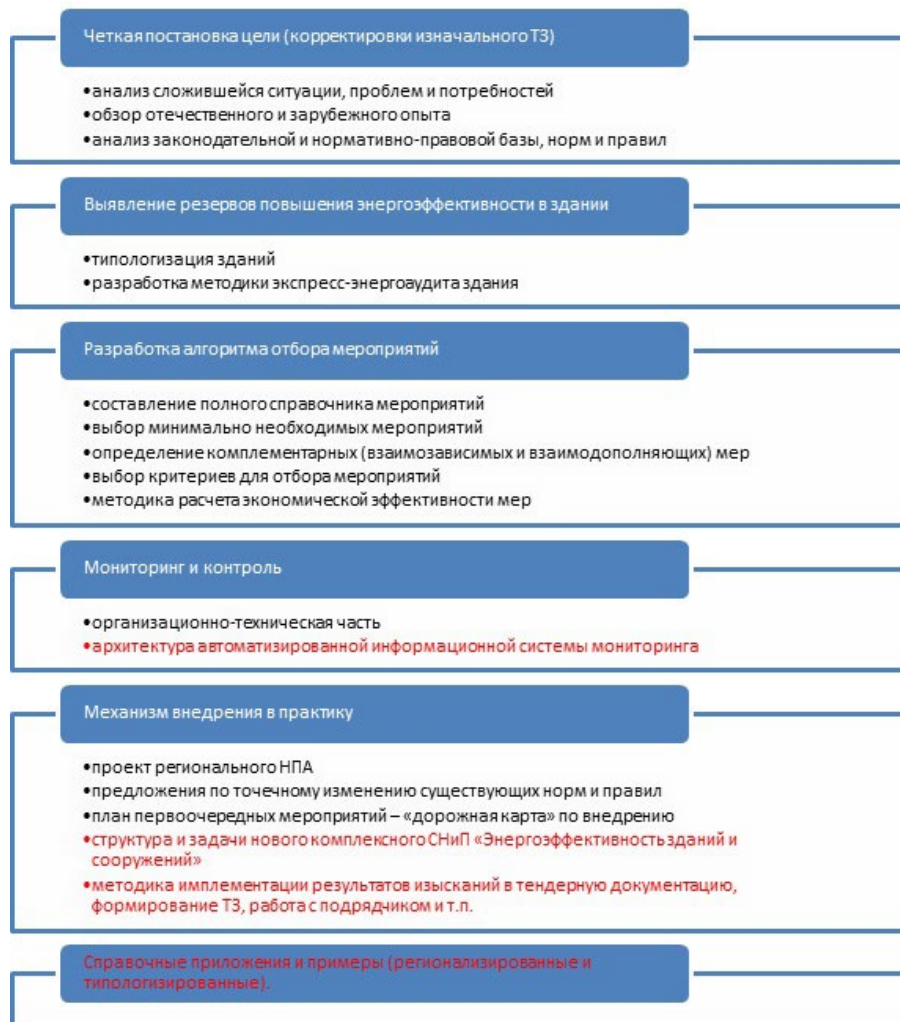 Четкая постановка цели (корректировки изначального ТЗ)
•анализ сложившейся ситуации, проблем и потребностей
•обзор отечественного и зарубежного опыта
•анализ законодательной и нормативно-правовой базы, норм и правил
Выявление резервов повышения энергоэффективности в здании
•типологизация зданий
•разработка методики экспресс-энергоаудита здания
Разработка алгоритма отбора мероприятий
•составление полного справочника мероприятий
•выбор минимально необходимых мероприятий
•определение комплементарных (взаимозависимых и взаимодополняющих) мер
•выбор критериев для отбора мероприятий
•методика расчета экономической эффективности мер
Мониторинг и контроль
•организационно-техническая часть
•архитектура автоматизированной информационной системы мониторинга
Механизм внедрения в практику
•проект регионального НПА
•предложения по точечному изменению существующих норм и правил
•план первоочередных мероприятий – «дорожная карта» по внедрению
•структура и задачи нового комплексного СНиП «Энергоэффективность зданий и
сооружений»
•методика имплементации результатов изысканий в тендерную документацию,
формирование ТЗ, работа с подрядчиком и т.п.
Справочные приложения и примеры (регионализированные и
типологизированные).